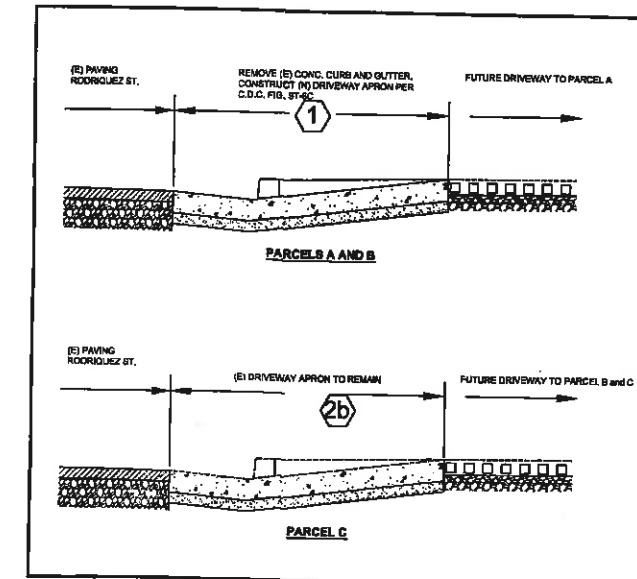 (E) PAVING
RODRIQUEZ ST.
REMOVE (E) CONC. CURB AND GUTTER,
CONSTRUCT (N) DRIVEWAY APRON PER
C.D.C. FIG. ST-6C
FUTURE DRIVEWAY TO PARCEL A
1
PARCELS A AND B
(E) PAVING
RODRIQUEZ ST.
(E) DRIVEWAY APRON TO REMAIN
FUTURE DRIVEWAY TO PARCEL B and C
2b
PARCEL C